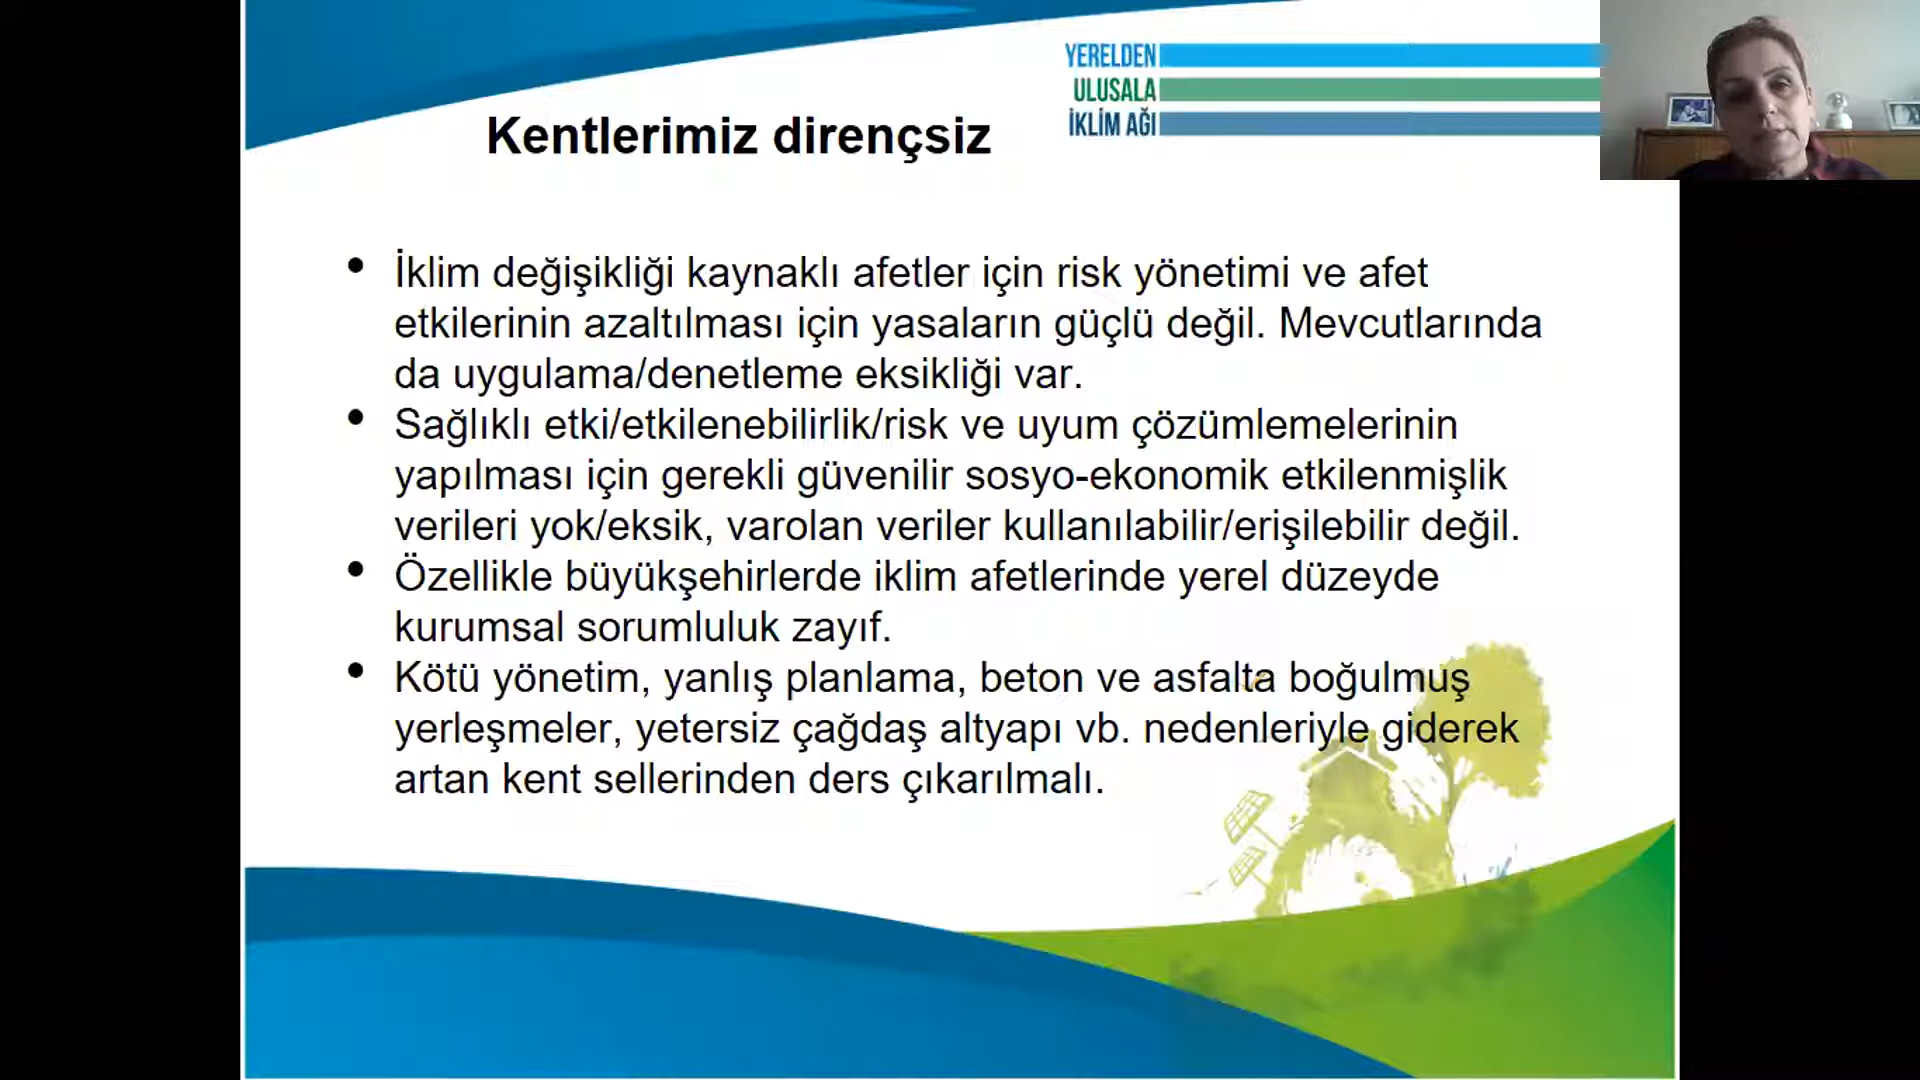 YERELDEN
ULUSALA
İKLİM AĞI
Kentlerimiz dirençsiz
• İklim değişikliği kaynaklı afetler için risk yönetimi ve afet
etkilerinin azaltılması için yasaların güçlü değil. Mevcutlarında
da uygulama/denetleme eksikliği var.
• Sağlıklı etki/etkilenebilirlik/risk ve uyum çözümlemelerinin
yapılması için gerekli güvenilir sosyo-ekonomik etkilenmişlik
verileri yok/eksik, varolan veriler kullanılabilir/erişilebilir değil.
• Özellikle büyükşehirlerde iklim afetlerinde yerel düzeyde
kurumsal sorumluluk zayıf.
• Kötü yönetim, yanlış planlama, beton ve asfalta boğulmuş
yerleşmeler, yetersiz çağdaş altyapı vb. nedenleriyle giderek
artan kent sellerinden ders çıkarılmalı.